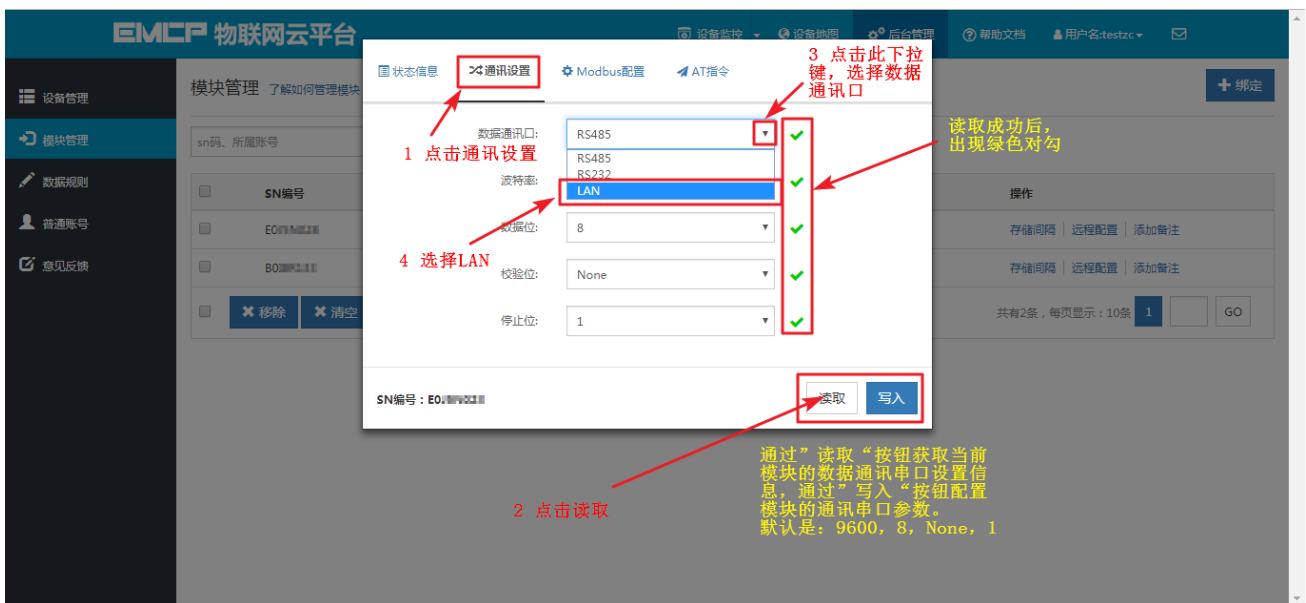 EMCP 物联网云平台
设备监控
设备地图
后台管理
帮助文档
用户名:testzc
设备管理
模块管理
数据规则
普通账号
意见反馈
模块管理 了解如何管理模块
绑定
sn码、所属账号
SN编号
操作
存储间隔 远程配置 添加备注
存储间隔 远程配置 添加备注
移除
清空
共有2条，每页显示：10条
1
GO
状态信息
通讯设置
Modbus配置
AT指令
数据通讯口:
RS485
RS485
RS232
LAN
波特率:
数据位:
8
校验位:
None
停止位:
1
SN编号：
读取
写入
1 点击通讯设置
2 点击读取
3 点击此下拉
键，选择数据
通讯口
4 选择LAN
读取成功后，
出现绿色对勾
通过”读取“按钮获取当前
模块的数据通讯串口设置信
息，通过”写入“按钮配置
模块的通讯串口参数。
默认是：9600，8，None，1